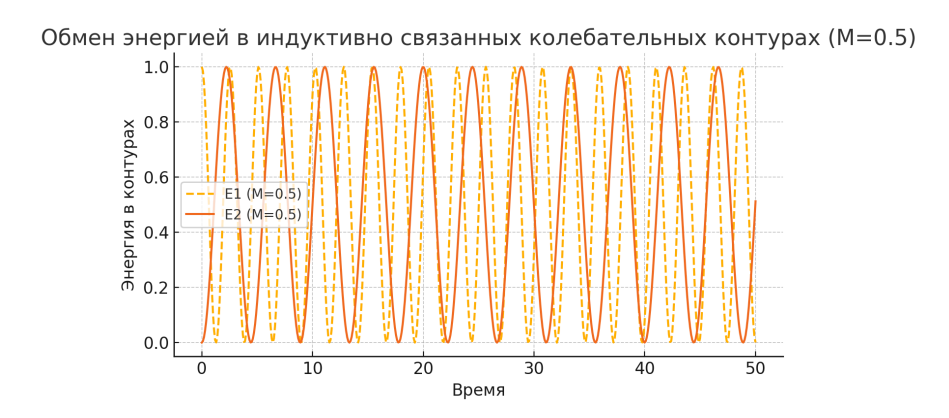 Обмен энергией в индуктивно связанных колебательных контурах (M=0.5)
Энергия в контурах
1.0
0.8
0.6
0.4
0.2
0.0
E1 (M=0.5)
E2 (M=0.5)
0 10 20 30 40 50
Время